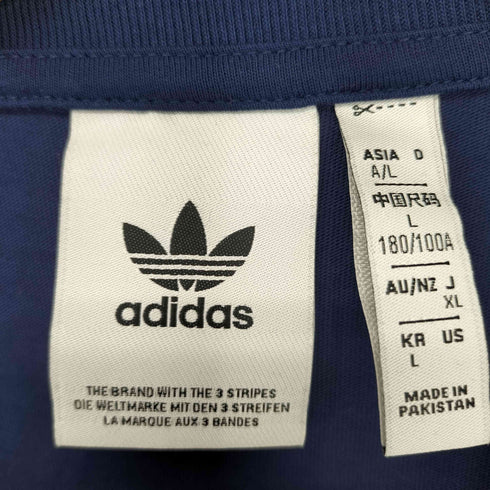 adidas
THE BRAND WITH THE 3 STRIPES
DIE WELTMARKE MIT DEN 3 STREIFEN
LA MARQUE AUX 3 BANDES
ASIA D
A/L
中国尺码
L
180/100A
AU/NZ J
XL
KR US
L
MADE IN
PAKISTAN